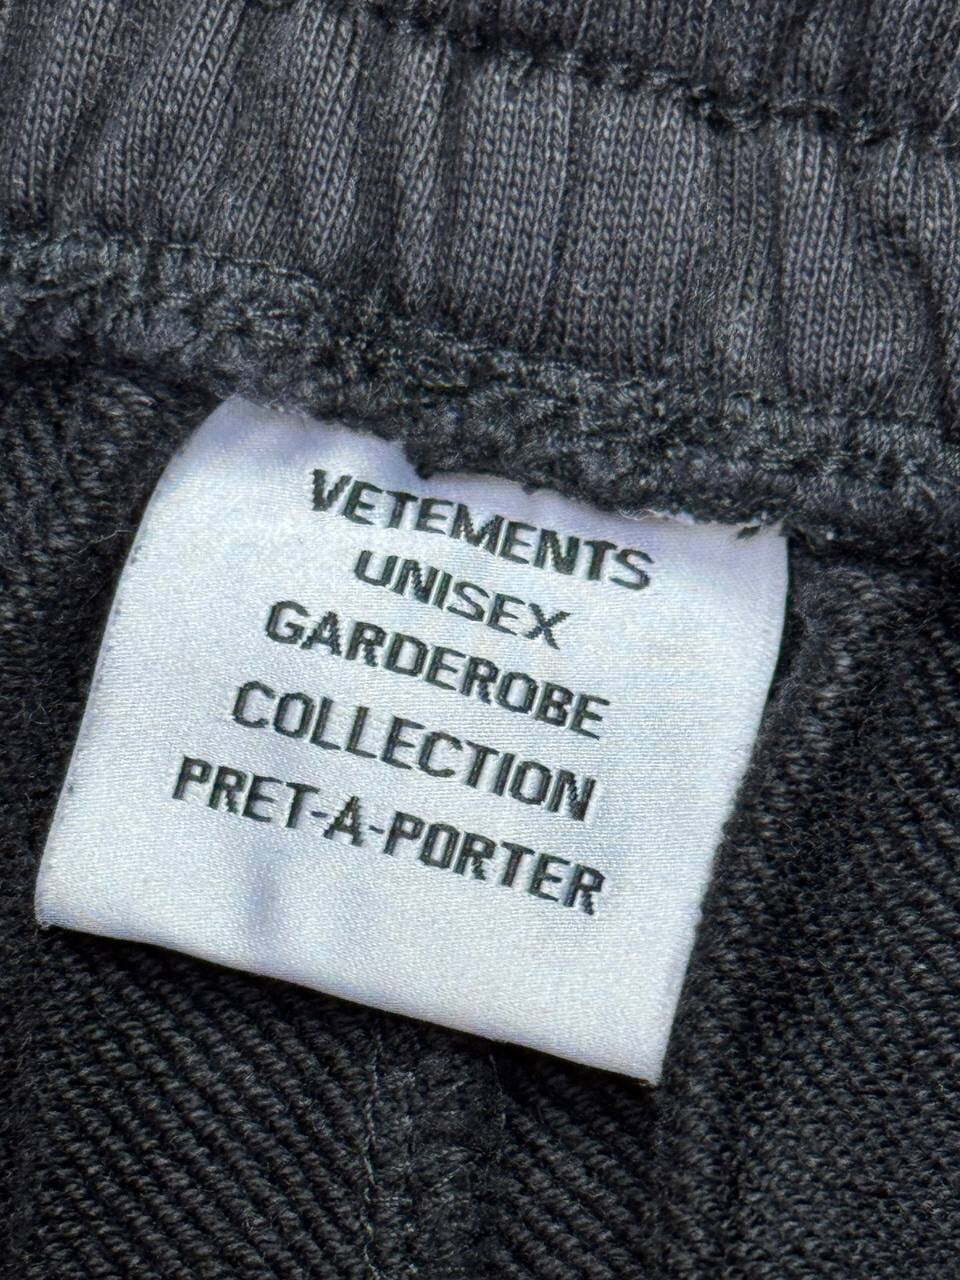 VETEMENTS
UNISEX
GARDEROBE
COLLECTION
PRET-A-PORTER